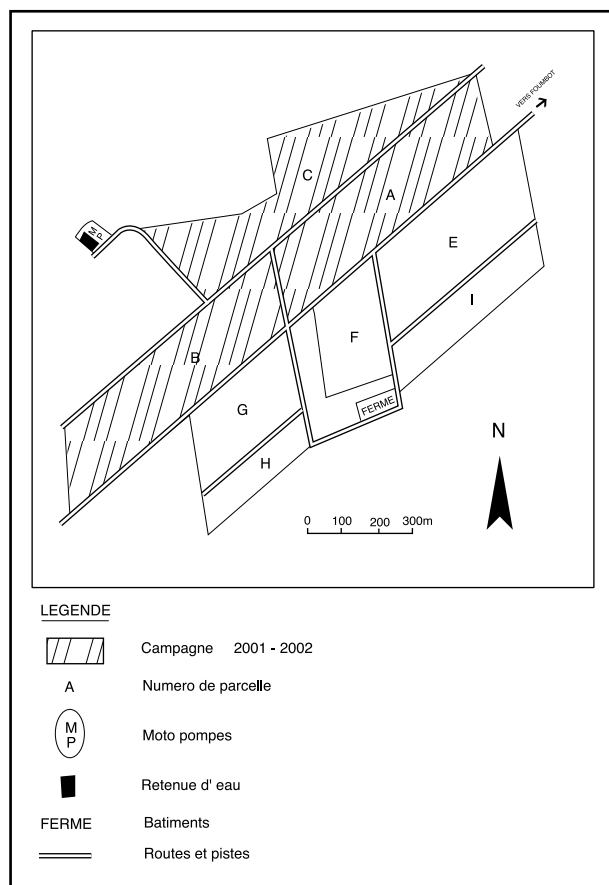 VERS FOUMBOT
C
A
M
P
E
I
B
F
G
FERME
H
N
0 100 200 300m
LEGENDE
Campagne 2001 - 2002
A Numero de parcelle
M
P
Moto pompes
Retenue d' eau
FERME Batiments
Routes et pistes